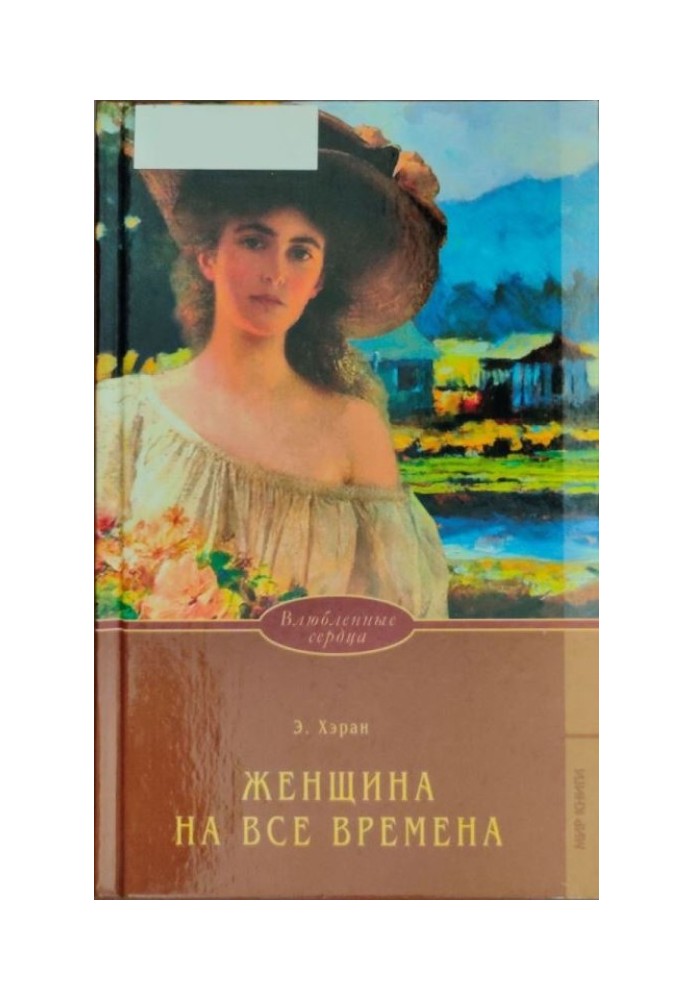 Влюбленные
сердца
Э. Хэран
ЖЕНЩИНА
НА ВСЕ ВРЕМЕНА
МИР КНИГИ